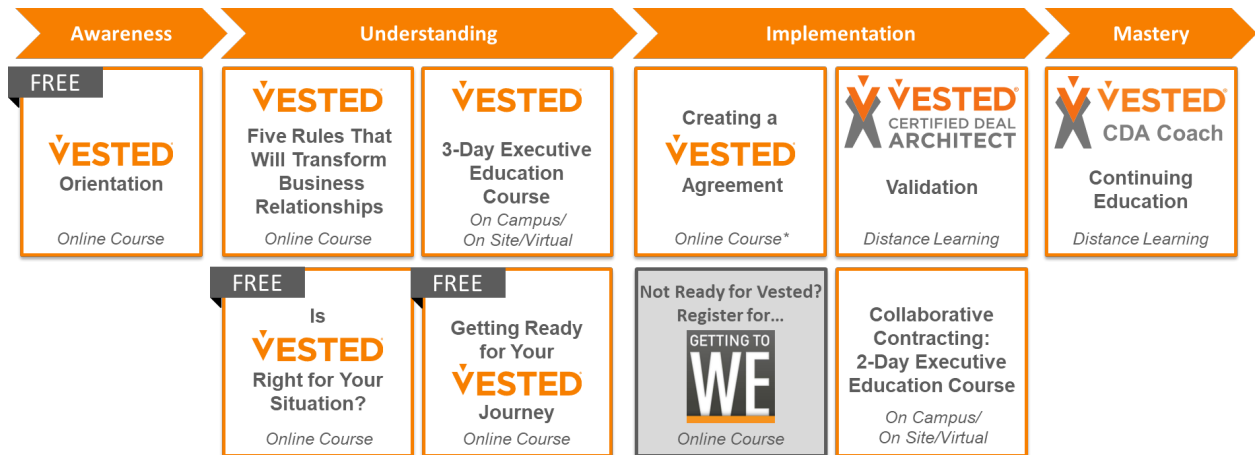 Awareness
Understanding
Implementation
Mastery
FREE
VESTED
Orientation
Online Course
VESTED®
Five Rules That
Will Transform
Business
Relationships
Online Course
VESTED®
3-Day Executive
Education
Course
On Campus/
On Site/Virtual
Creating a
VESTED®
Agreement
Online Course*
VESTED®
CERTIFIED DEAL
ARCHITECT
Validation
Distance Learning
VESTED®
CDA Coach
Continuing
Education
Distance Learning
FREE
Is
VESTED®
Right for Your
Situation?
Online Course
FREE
Getting Ready
for Your
VESTED®
Journey
Online Course
Not Ready for Vested?
Register for...
GETTING TO
WE
Online Course
Collaborative
Contracting:
2-Day Executive
Education Course
On Campus/
On Site/Virtual